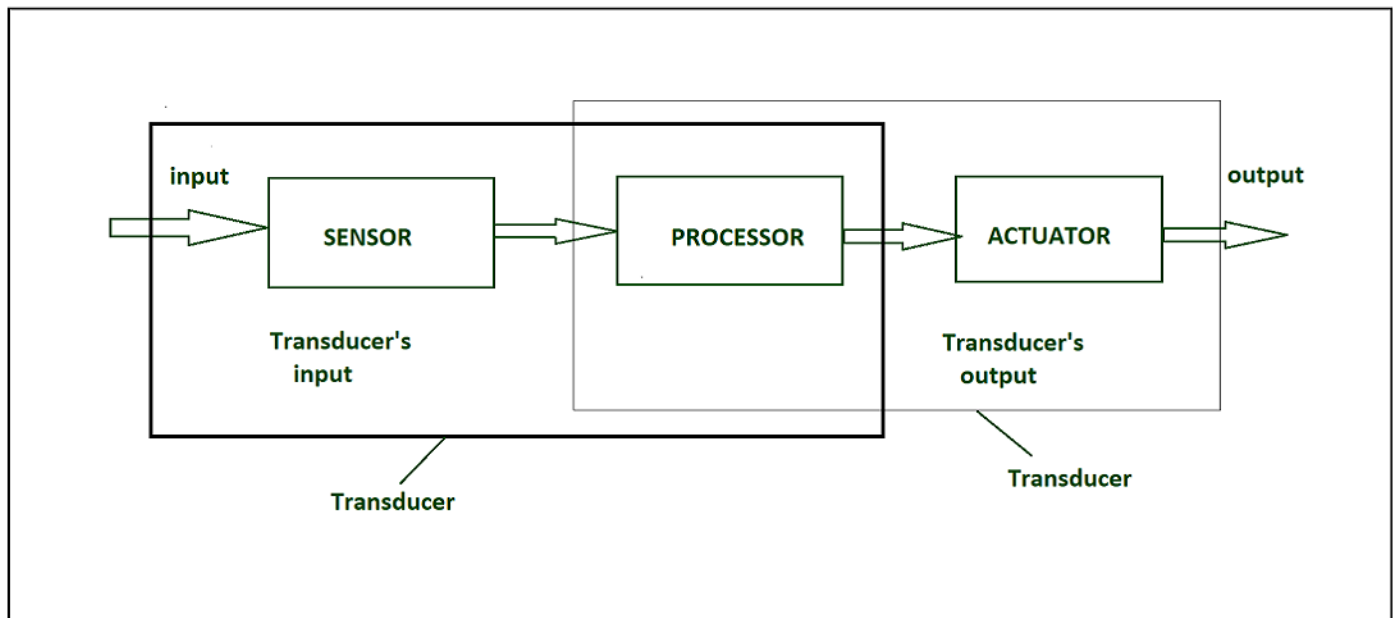 input
output
SENSOR
PROCESSOR
ACTUATOR
Transducer's
input
Transducer's
output
Transducer
Transducer